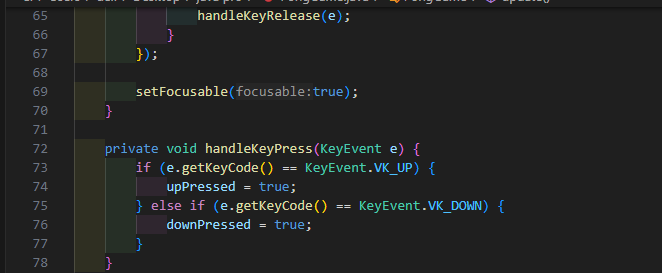 65 handleKeyRelease(e);
66 }
67 });
68
69 setFocusable(focusable:true);
70 }
71
72 private void handleKeyPress(KeyEvent e) {
73 if (e.getKeyCode() == KeyEvent.VK_UP) {
74 upPressed = true;
75 } else if (e.getKeyCode() == KeyEvent.VK_DOWN) {
76 downPressed = true;
77 }
78 }